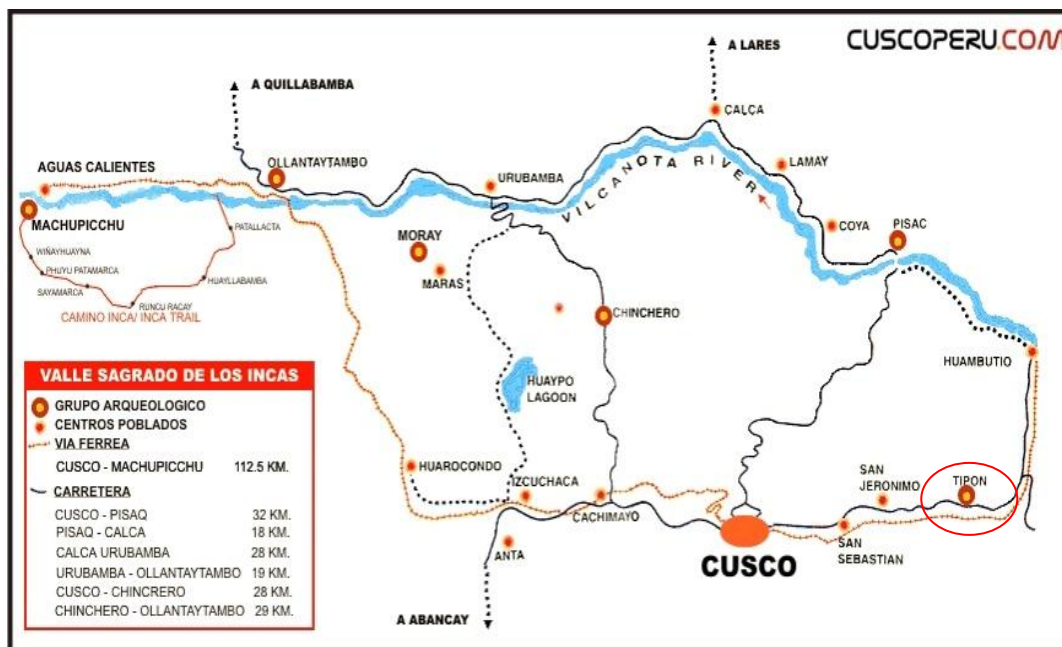 CUSCOPERU.COM
A LARES
A QUILLABAMBA
CALCA
OLLANTAYTAMBO
AGUAS CALIENTES
URUBAMBA
VILCANOTA RIVER
LAMAY
MACHUPICCHU
PATALLACTA
MORAY
COYA
PISAC
WIÑAYHUAYNA
PHUYU PATAMARCA
HUAYLLABAMBA
MARAS
SAYAMARCA
RUNCU RACAY
CAMINO INCA/ INCA TRAIL
CHINCHERO
HUAMBUTIO
HUAYPO
LAGOON
VALLE SAGRADO DE LOS INCAS
GRUPO ARQUEOLOGICO
CENTROS POBLADOS
VIA FERREA
CUSCO - MACHUPICCHU 112.5 KM.
CARRETERA
CUSCO - PISAQ 32 KM.
PISAQ - CALCA 18 KM.
CALCA URUBAMBA 28 KM.
URUBAMBA - OLLANTAYTAMBO 19 KM.
CUSCO - CHINCRERO 28 KM.
CHINCHERO - OLLANTAYTAMBO 29 KM.
HUAROCONDO
IZCUCHACA
CACHIMAYO
SAN
JERONIMO
TIPON
ANTA
CUSCO
SAN
SEBASTIAN
A ABANCAY